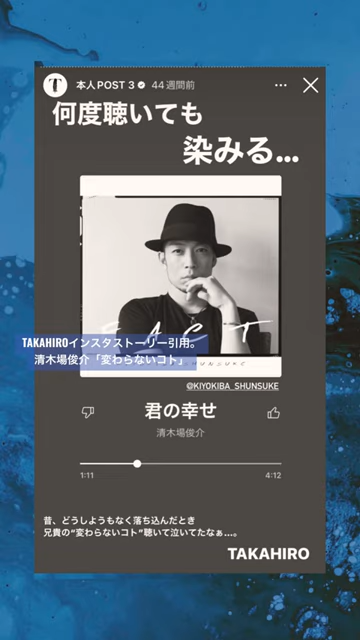 T 本人POST 3 44週間前
何度聴いても
染みる...
FACT
TAKAHIROインスタストーリー引用。
清木場俊介「変わらないコト」
@KIYOKIBA_SHUNSUKE
君の幸せ
清木場俊介
1:11 4:12
昔、どうしようもなく落ち込んだとき
兄貴の“変わらないコト“聴いて泣いてたなぁ...。
TAKAHIRO